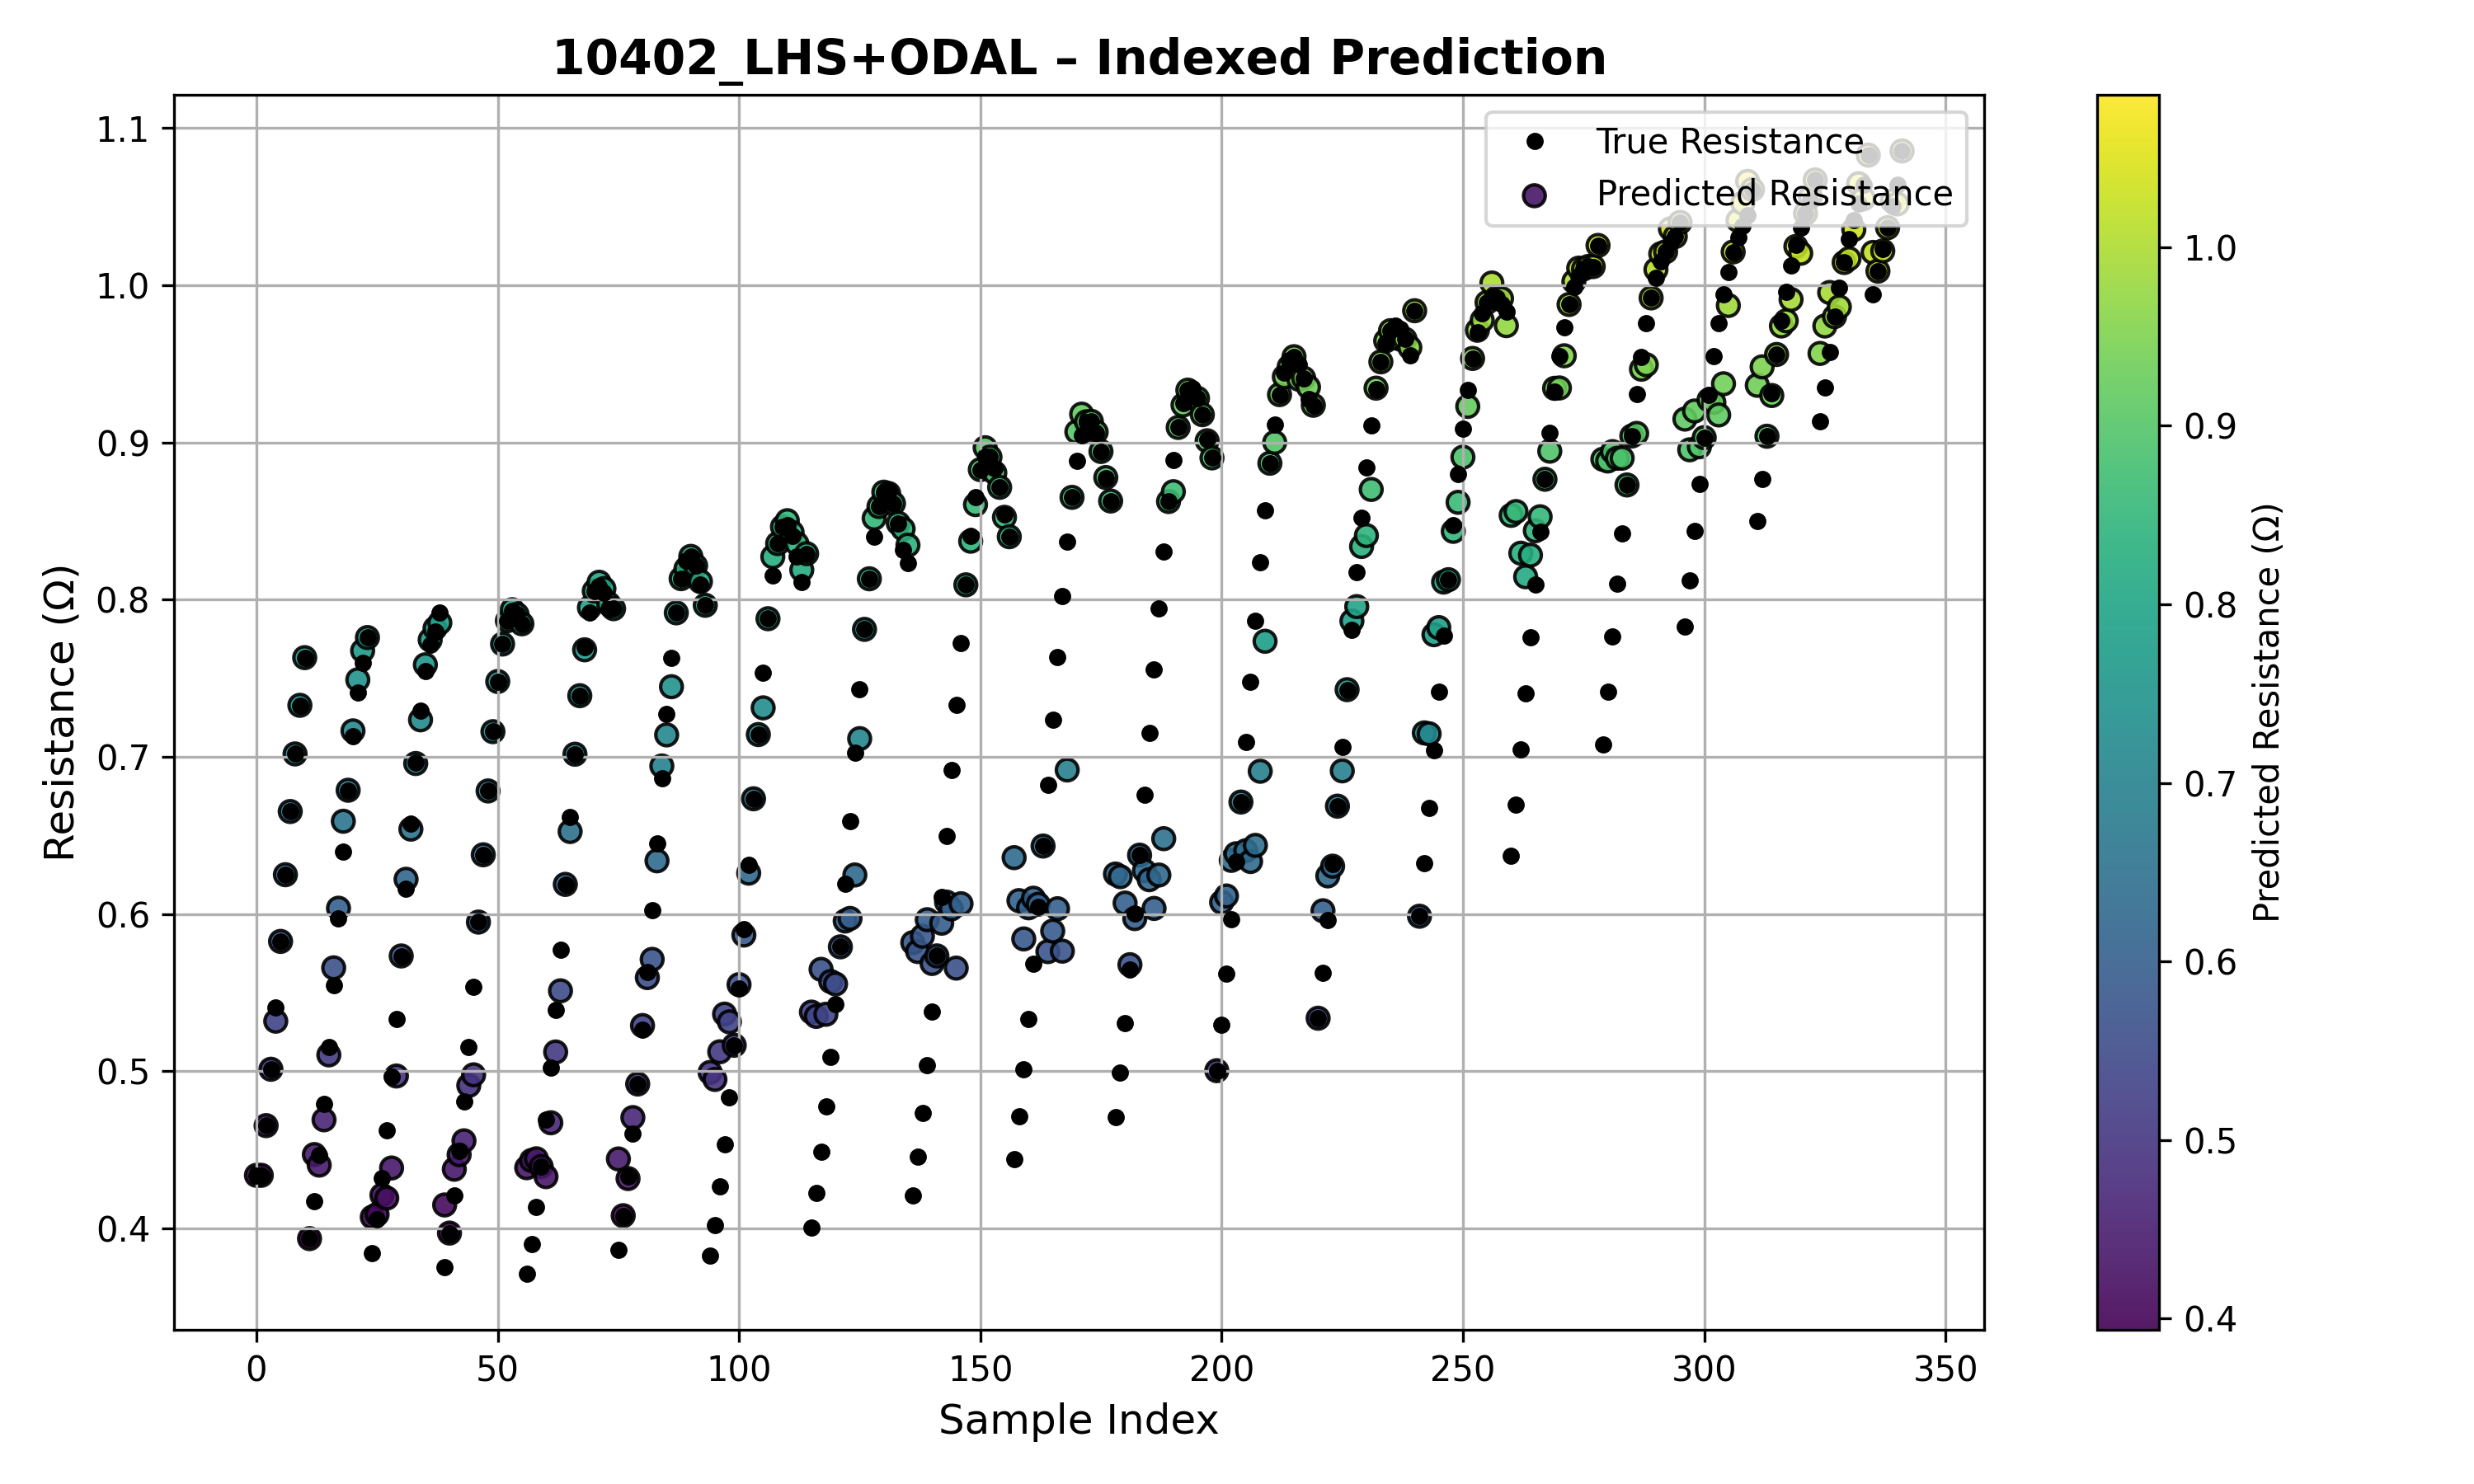 10402_LHS+ODAL – Indexed Prediction
True Resistance
Predicted Resistance
Resistance (Ω)
1.1
1.0
0.9
0.8
0.7
0.6
0.5
0.4
0 50 100 150 200 250 300 350
Sample Index
1.0
0.9
0.8
0.7
0.6
0.5
0.4
Predicted Resistance (Ω)